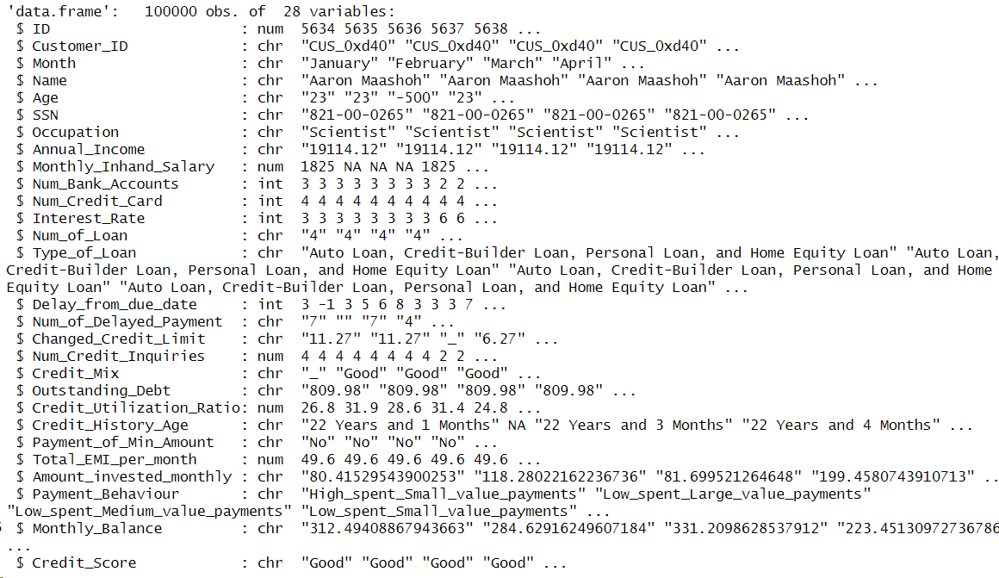 'data.frame':   100000 obs. of  28 variables:
 $ ID                      : num  5634 5635 5636 5637 5638 ...
 $ Customer_ID             : chr  "CUS_0xd40" "CUS_0xd40" "CUS_0xd40" "CUS_0xd40" ...
 $ Month                   : chr  "January" "February" "March" "April" ...
 $ Name                    : chr  "Aaron Maashoh" "Aaron Maashoh" "Aaron Maashoh" "Aaron Maashoh" ...
 $ Age                     : chr  "23" "23" "-500" "23" ...
 $ SSN                     : chr  "821-00-0265" "821-00-0265" "821-00-0265" "821-00-0265" ...
 $ Occupation              : chr  "Scientist" "Scientist" "Scientist" "Scientist" ...
 $ Annual_Income           : chr  "19114.12" "19114.12" "19114.12" "19114.12" ...
 $ Monthly_Inhand_Salary   : num  1825 NA NA NA 1825 ...
 $ Num_Bank_Accounts       : int  3 3 3 3 3 3 3 3 2 2 ...
 $ Num_Credit_Card         : int  4 4 4 4 4 4 4 4 4 4 ...
 $ Interest_Rate           : int  3 3 3 3 3 3 3 3 6 6 ...
 $ Num_of_Loan             : chr  "4" "4" "4" "4" ...
 $ Type_of_Loan            : chr  "Auto Loan, Credit-Builder Loan, Personal Loan, and Home Equity Loan" "Auto Loan,
Credit-Builder Loan, Personal Loan, and Home Equity Loan" "Auto Loan, Credit-Builder Loan, Personal Loan, and Home
Equity Loan" "Auto Loan, Credit-Builder Loan, Personal Loan, and Home Equity Loan" ...
 $ Delay_from_due_date     : int  3 -1 3 5 6 8 3 3 3 7 ...
 $ Num_of_Delayed_Payment  : chr  "7" "" "7" "4" ...
 $ Changed_Credit_Limit    : chr  "11.27" "11.27" "_" "6.27" ...
 $ Num_Credit_Inquiries    : num  4 4 4 4 4 4 4 4 2 2 ...
 $ Credit_Mix              : chr  "_" "Good" "Good" "Good" ...
 $ Outstanding_Debt        : chr  "809.98" "809.98" "809.98" "809.98" ...
 $ Credit_Utilization_Ratio: num  26.8 31.9 28.6 31.4 24.8 ...
 $ Credit_History_Age      : chr  "22 Years and 1 Months" NA "22 Years and 3 Months" "22 Years and 4 Months" ...
 $ Payment_of_Min_Amount   : chr  "No" "No" "No" "No" ...
 $ Total_EMI_per_month     : num  49.6 49.6 49.6 49.6 49.6 ...
 $ Amount_invested_monthly : chr  "80.41529543900253" "118.28022162236736" "81.699521264648" "199.4580743910713" ..
 $ Payment_Behaviour       : chr  "High_spent_Small_value_payments" "Low_spent_Large_value_payments"
"Low_spent_Medium_value_payments" "Low_spent_Small_value_payments" ...
 $ Monthly_Balance         : chr  "312.49408867943663" "284.62916249607184" "331.2098628537912" "223.45130972736786
...
 $ Credit_Score            : chr  "Good" "Good" "Good" "Good" ...